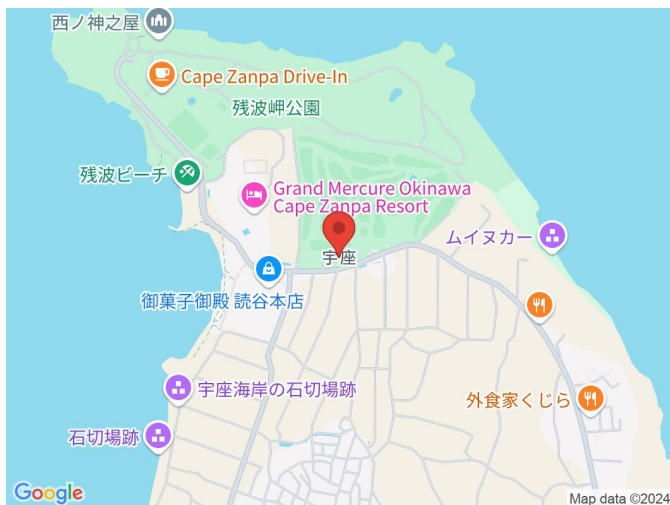 西ノ神之屋
Cape Zanpa Drive-In
残波岬公園
残波ビーチ
Grand Mercure Okinawa
Cape Zanpa Resort
ムイヌカー
宇座
御菓子御殿 読谷本店
宇座海岸の石切場跡
外食家くじら
石切場跡
Google
Map data ©2024